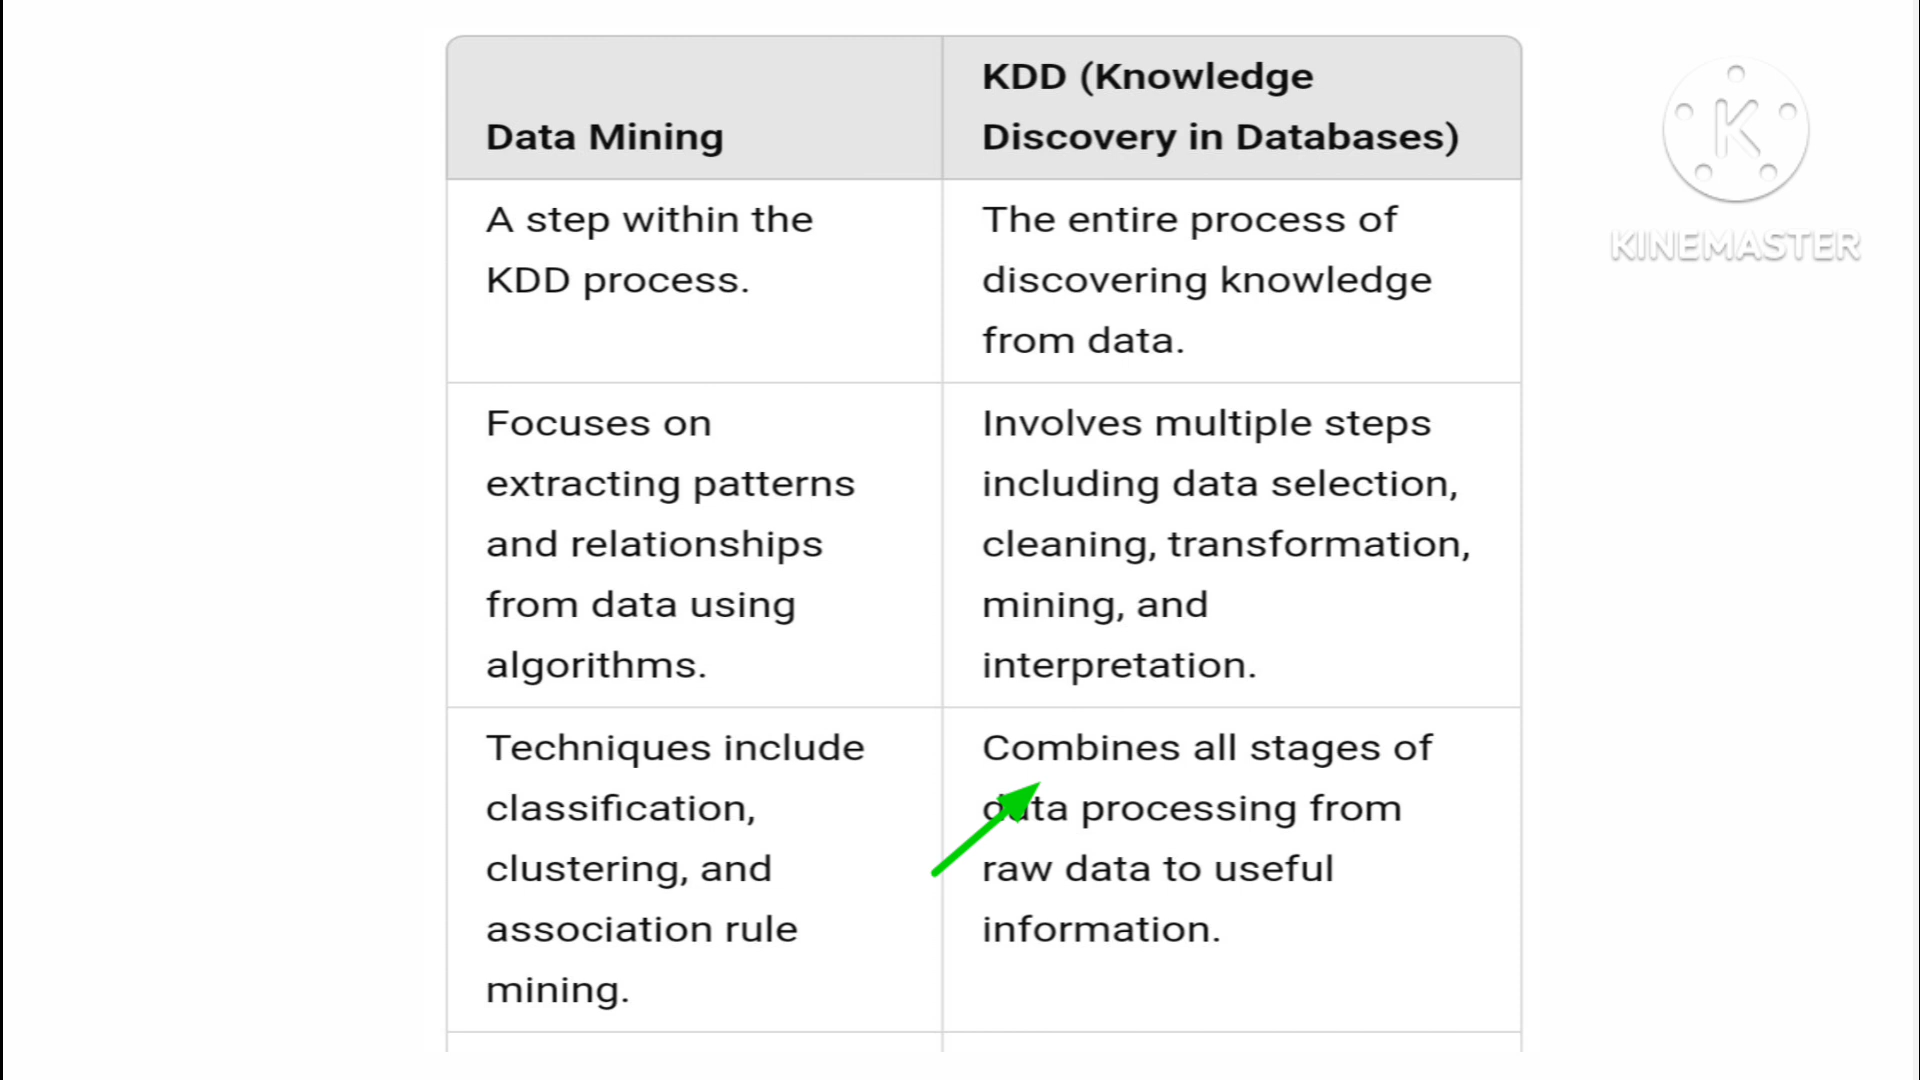 Data Mining
KDD (Knowledge
Discovery in Databases)
A step within the
KDD process.
The entire process of
discovering knowledge
from data.
Focuses on
extracting patterns
and relationships
from data using
algorithms.
Involves multiple steps
including data selection,
cleaning, transformation,
mining, and
interpretation.
Techniques include
classification,
clustering, and
association rule
mining.
Combines all stages of
data processing from
raw data to useful
information.
K
KINEMASTER